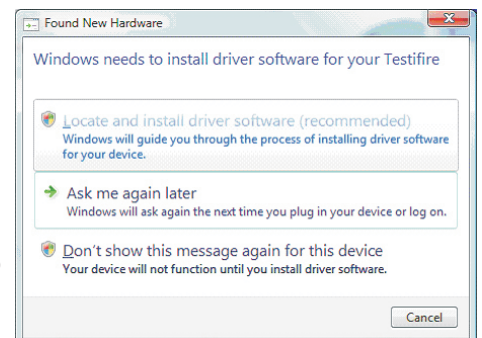 Found New Hardware
Windows needs to install driver software for your Testifire
Locate and install driver software (recommended)
Windows will guide you through the process of installing driver software
for your device.
Ask me again later
Windows will ask again the next time you plug in your device or log on.
Don't show this message again for this device
Your device will not function until you install driver software.
Cancel